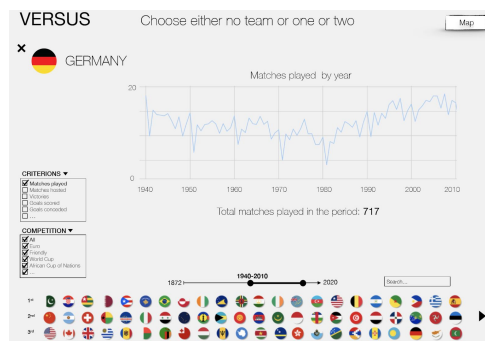 VERSUS
Choose either no team or one or two
Map
×
GERMANY
Matches played by year
20
10
0
1940
1950
1960
1970
1980
1990
2000
2010
Total matches played in the period: 717
CRITERIONS ▼
Matches played
Matches hosted
Victories
Goals scored
Goals conceded
....
COMPETITION ▼
All
Euro
Friendly
World Cup
African Cup of Nations
....
1940-2010
1872
2020
Search...
1st
2nd
3rd